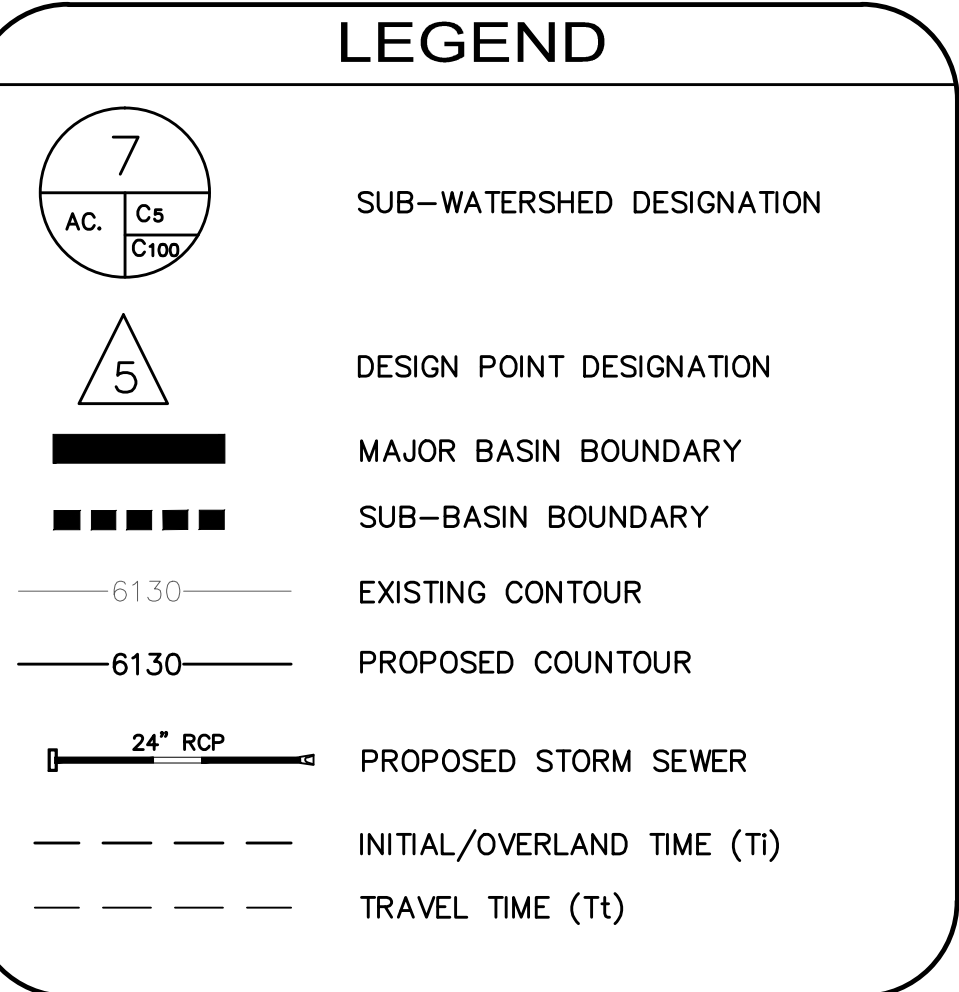 LEGEND
7
AC.
C5
C100
SUB-WATERSHED DESIGNATION
5
DESIGN POINT DESIGNATION
MAJOR BASIN BOUNDARY
SUB-BASIN BOUNDARY
6130
EXISTING CONTOUR
6130
PROPOSED COUNTOUR
24" RCP
PROPOSED STORM SEWER
INITIAL/OVERLAND TIME (Ti)
TRAVEL TIME (Tt)